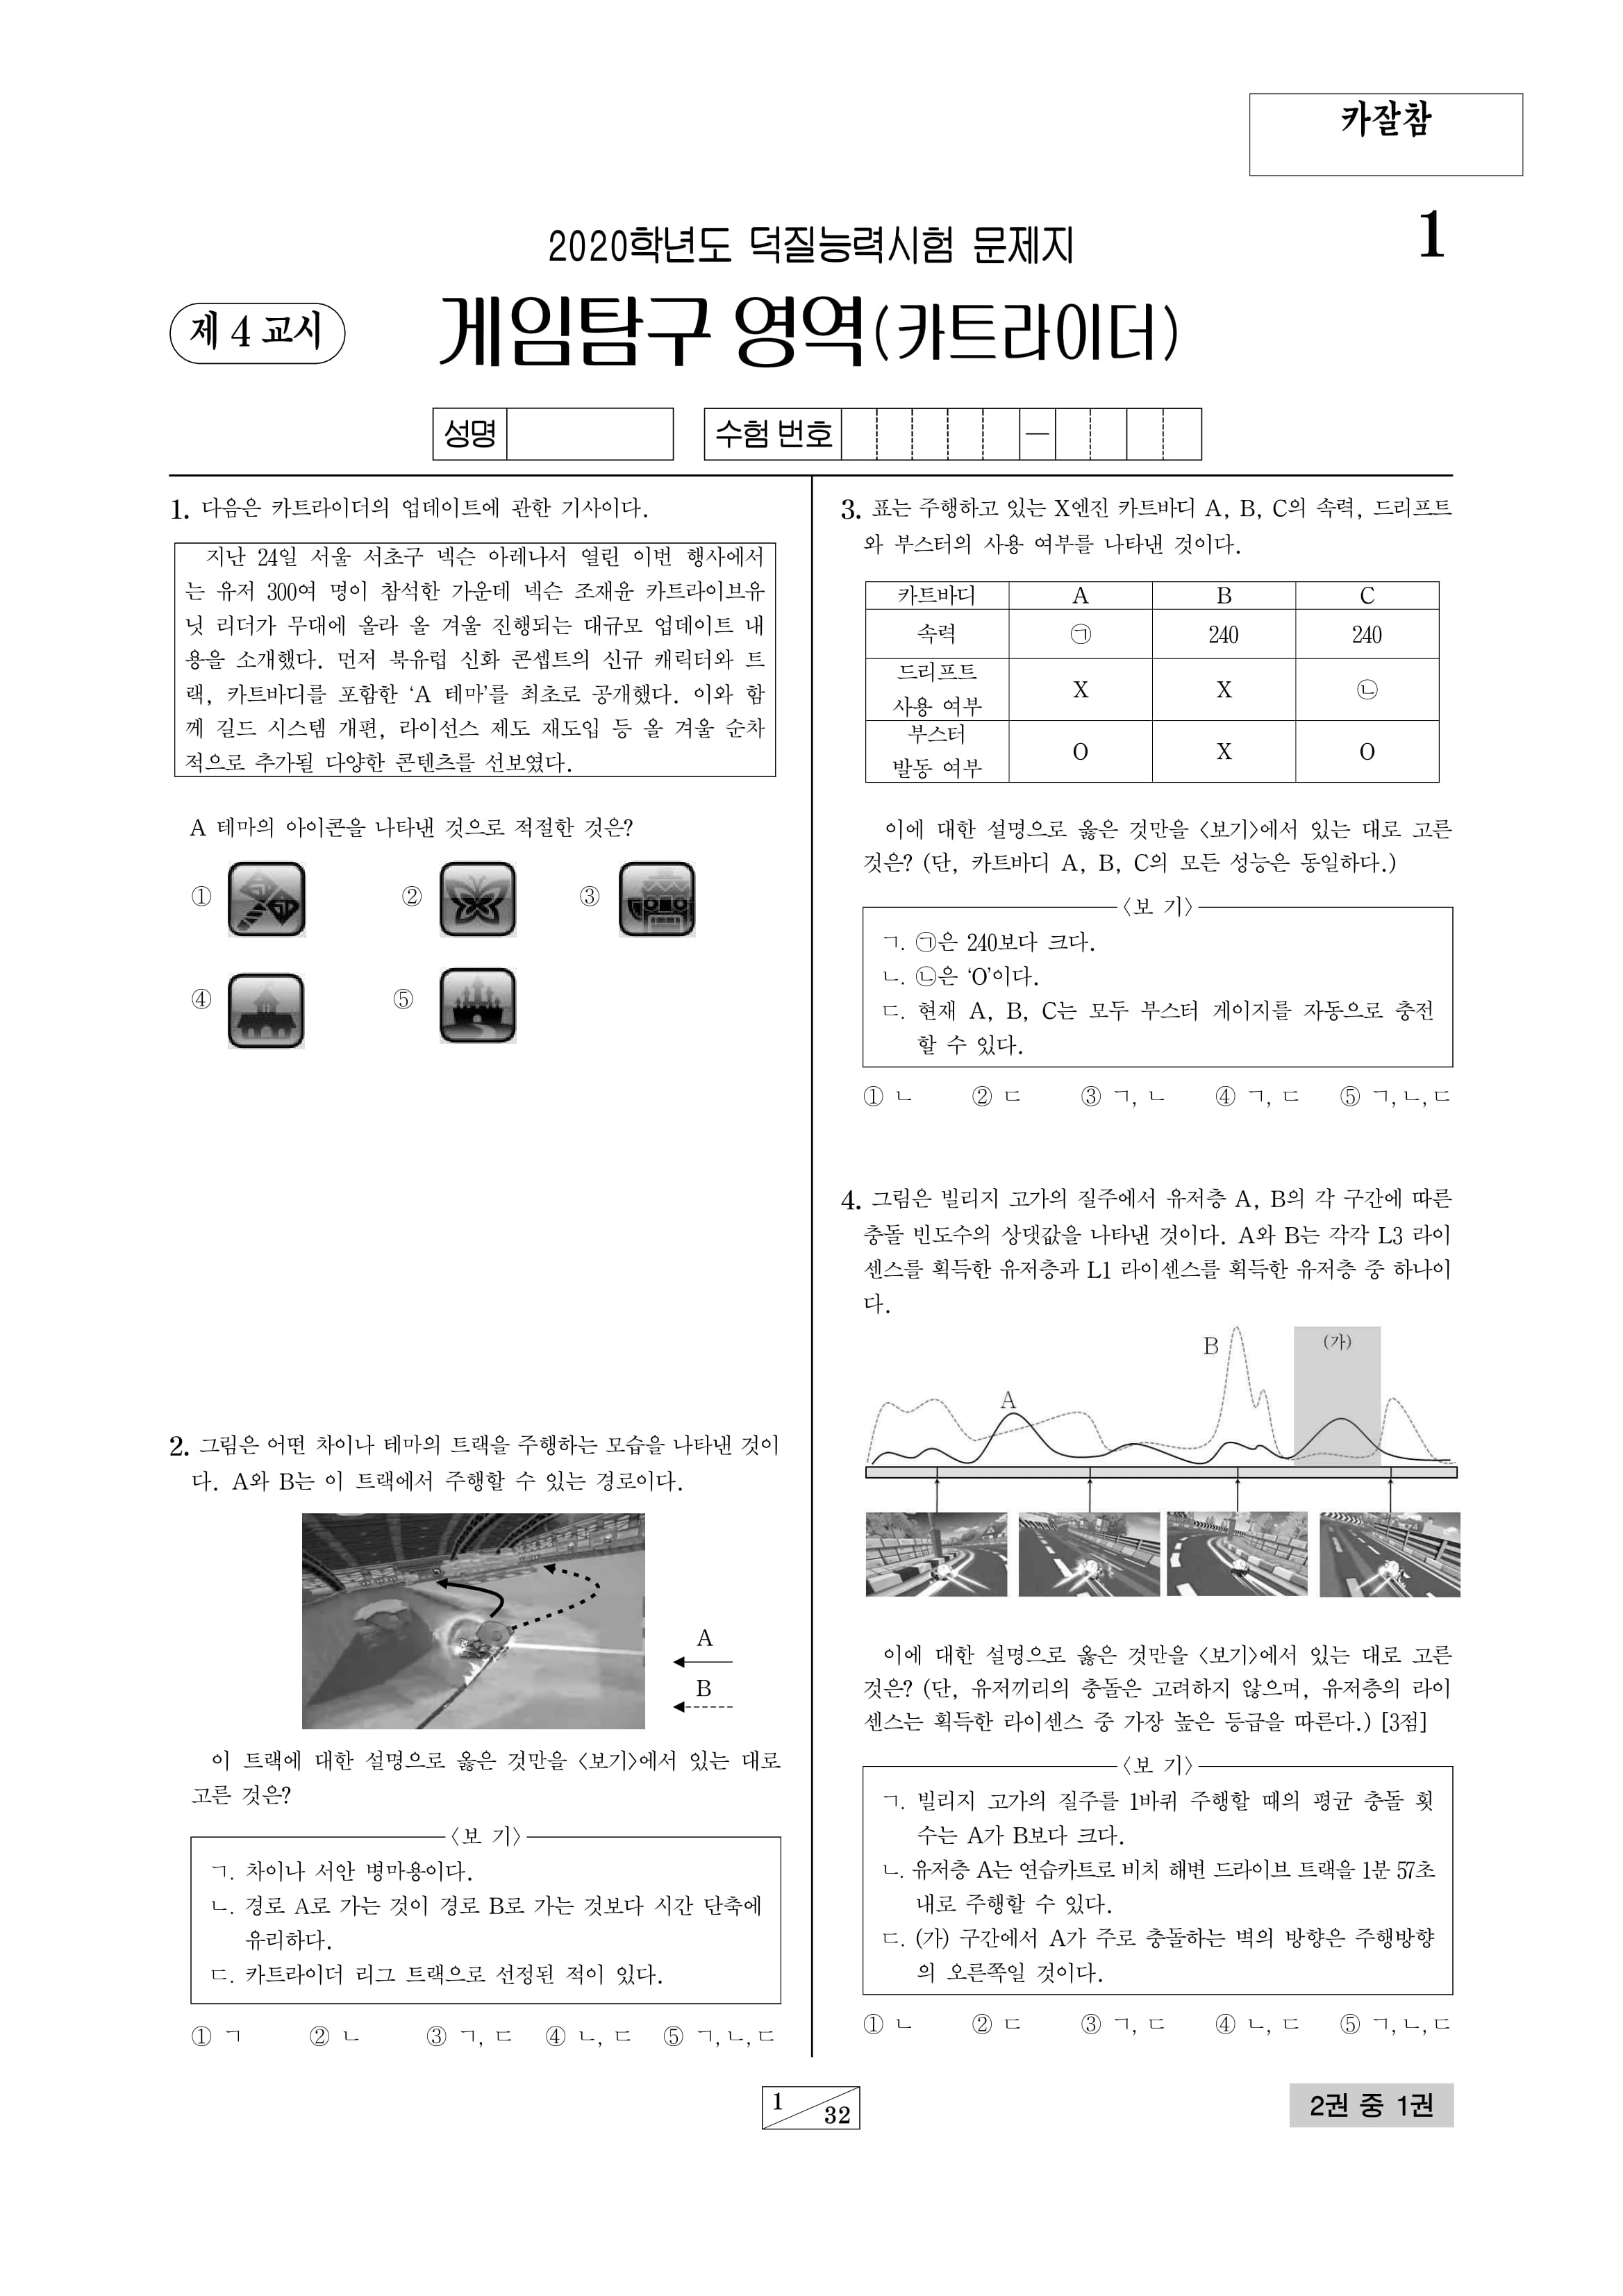 카잘참
1
2020학년도 덕질능력시험 문제지
제 4 교시
게임탐구 영역(카트라이더)
성명
수험 번호
—
1. 다음은 카트라이더의 업데이트에 관한 기사이다.
지난 24일 서울 서초구 넥슨 아레나서 열린 이번 행사에서
는 유저 300여 명이 참석한 가운데 넥슨 조재윤 카트라이브유
닛 리더가 무대에 올라 올 겨울 진행되는 대규모 업데이트 내
용을 소개했다. 먼저 북유럽 신화 콘셉트의 신규 캐릭터와 트
랙, 카트바디를 포함한 ‘A 테마’를 최초로 공개했다. 이와 함
께 길드 시스템 개편, 라이선스 제도 재도입 등 올 겨울 순차
적으로 추가될 다양한 콘텐츠를 선보였다.
A 테마의 아이콘을 나타낸 것으로 적절한 것은?
① ② ③
④ ⑤
2. 그림은 어떤 차이나 테마의 트랙을 주행하는 모습을 나타낸 것이
다. A와 B는 이 트랙에서 주행할 수 있는 경로이다.
A
B
이 트랙에 대한 설명으로 옳은 것만을 <보기>에서 있는 대로
고른 것은?
<보 기>
ㄱ. 차이나 서안 병마용이다.
ㄴ. 경로 A로 가는 것이 경로 B로 가는 것보다 시간 단축에
유리하다.
ㄷ. 카트라이더 리그 트랙으로 선정된 적이 있다.
① ㄱ ② ㄴ ③ ㄱ, ㄷ ④ ㄴ, ㄷ ⑤ ㄱ, ㄴ, ㄷ
3. 표는 주행하고 있는 X엔진 카트바디 A, B, C의 속력, 드리프트
와 부스터의 사용 여부를 나타낸 것이다.
카트바디 A B C
속력 ㉠ 240 240
드리프트
사용 여부 X X ㉡
부스터
발동 여부 O X O
이에 대한 설명으로 옳은 것만을 <보기>에서 있는 대로 고른
것은? (단, 카트바디 A, B, C의 모든 성능은 동일하다.)
<보 기>
ㄱ. ㉠은 240보다 크다.
ㄴ. ㉡은 ‘O’이다.
ㄷ. 현재 A, B, C는 모두 부스터 게이지를 자동으로 충전
할 수 있다.
① ㄴ ② ㄷ ③ ㄱ, ㄴ ④ ㄱ, ㄷ ⑤ ㄱ, ㄴ, ㄷ
4. 그림은 빌리지 고가의 질주에서 유저층 A, B의 각 구간에 따른
충돌 빈도수의 상댓값을 나타낸 것이다. A와 B는 각각 L3 라이
센스를 획득한 유저층과 L1 라이센스를 획득한 유저층 중 하나이
다.
A
B
(가)
이에 대한 설명으로 옳은 것만을 <보기>에서 있는 대로 고른
것은? (단, 유저끼리의 충돌은 고려하지 않으며, 유저층의 라이
센스는 획득한 라이센스 중 가장 높은 등급을 따른다.) [3점]
<보 기>
ㄱ. 빌리지 고가의 질주를 1바퀴 주행할 때의 평균 충돌 횟
수는 A가 B보다 크다.
ㄴ. 유저층 A는 연습카트로 비치 해변 드라이브 트랙을 1분 57초
내로 주행할 수 있다.
ㄷ. (가) 구간에서 A가 주로 충돌하는 벽의 방향은 주행방향
의 오른쪽일 것이다.
① ㄴ ② ㄷ ③ ㄱ, ㄷ ④ ㄴ, ㄷ ⑤ ㄱ, ㄴ, ㄷ
1
32
2권 중 1권